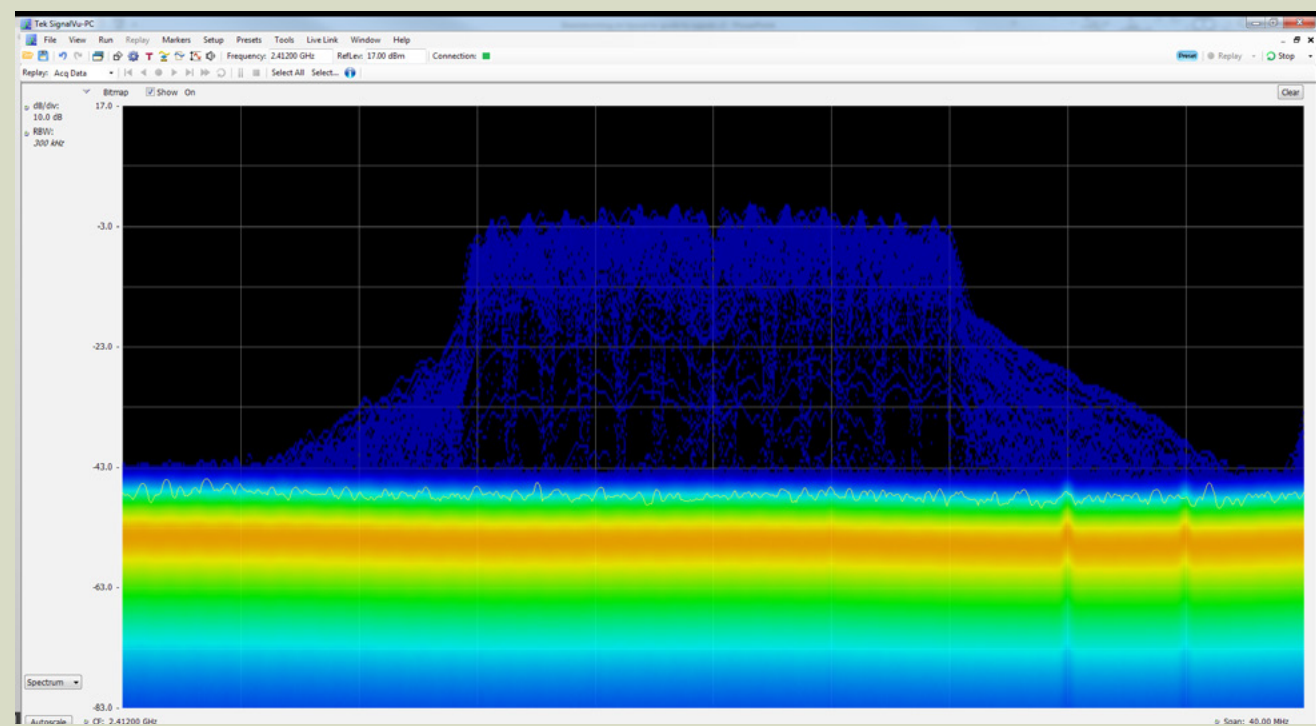 Tek SignalVu-PC
File View Run Replay Markers Setup Presets Tools Live Link Window Help
Frequency: 2.41200 GHz RefLev: 17.00 dBm Connection:
Preset Replay Stop
Replay: Acq Data Select All Select...
Bitmap Show On Clear
dB/div:
10.0 dB
RBW:
300 kHz
17.0
-3.0
-23.0
-43.0
-63.0
-83.0
Spectrum
Autoscale CF: 2.41200 GHz Span: 40.00 MHz